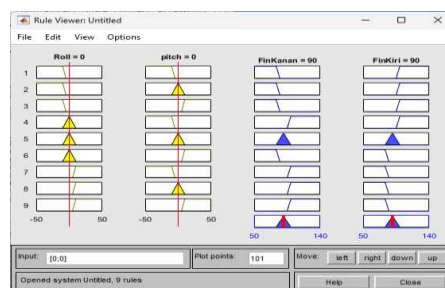 Rule Viewer: Untitled
File Edit View Options
Roll = 0 pitch = 0 FinKanan = 90 FinKiri = 90
1
2
3
4
5
6
7
8
9
-50 50 -50 50
50 140 50 140
Input: [0;0] Plot points: 101 Move: left right down up
Opened system Untitled, 9 rules Help Close